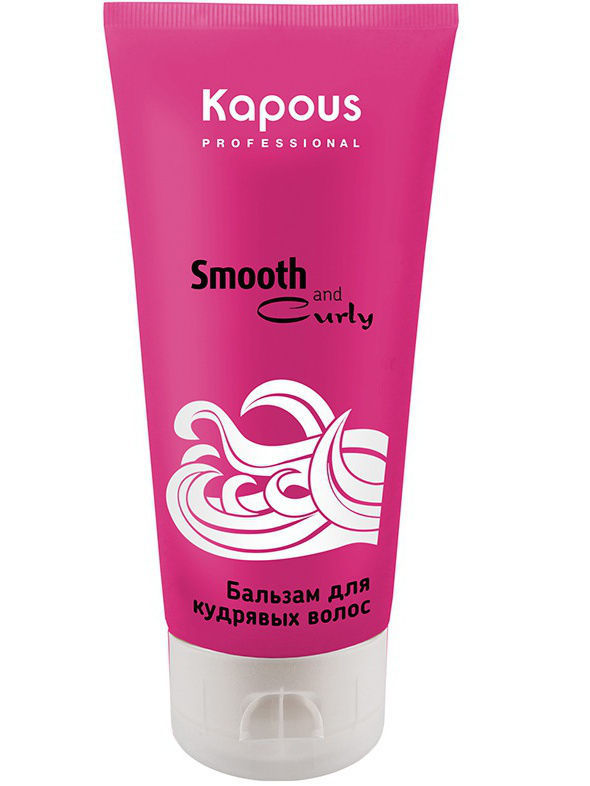 Kapous
PROFESSIONAL
Smooth
and
Curly
Бальзам для
кудрявых волос